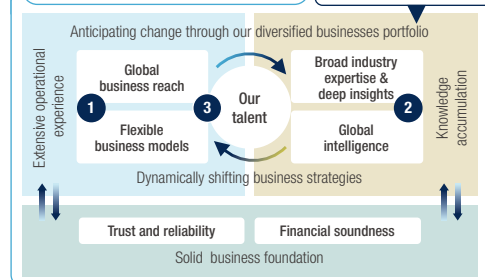 Anticipating change through our diversified businesses portfolio
Extensive operational
experience
Global
business reach
1
Flexible
business models
3
Our
talent
Broad industry
expertise &
deep insights
2
Global
intelligence
Knowledge
accumulation
Dynamically shifting business strategies
Trust and reliability
Financial soundness
Solid business foundation